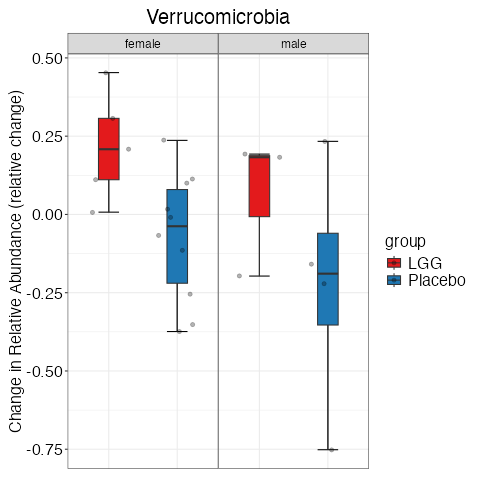 Verrucomicrobia
female
male
Change in Relative Abundance (relative change)
0.50
0.25
0.00
-0.25
-0.50
-0.75
group
LGG
Placebo